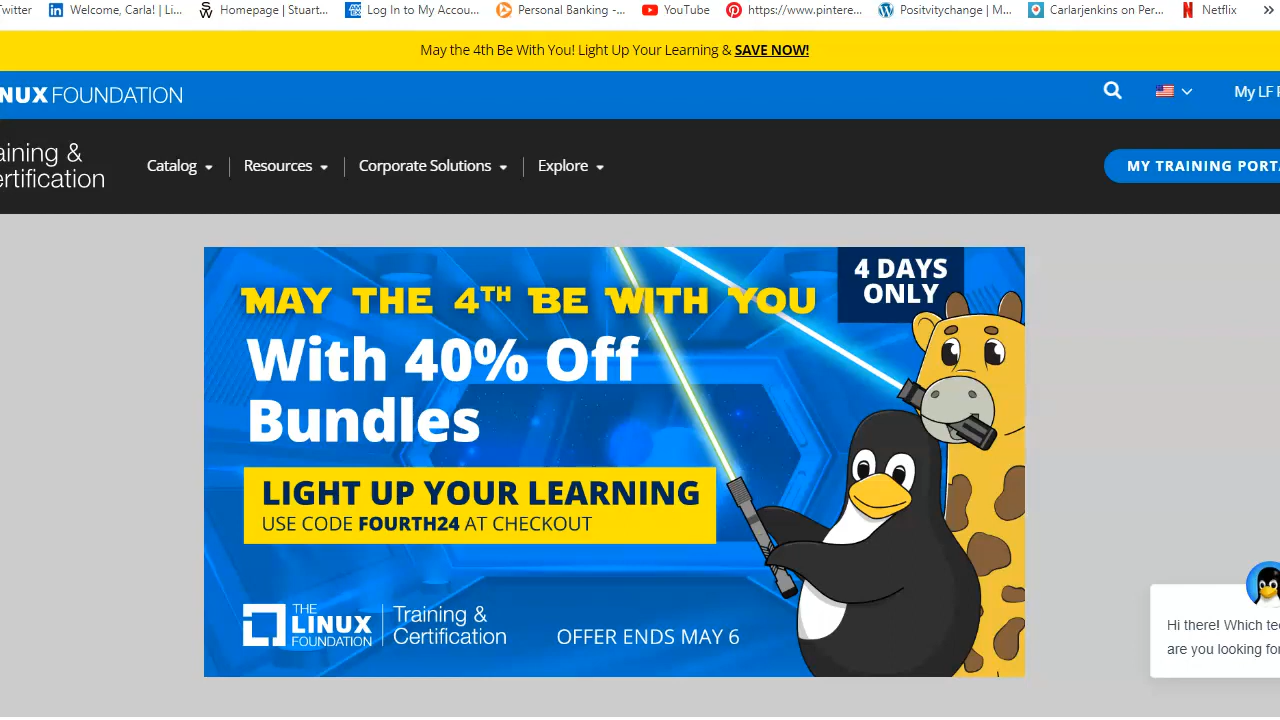 witter Welcome, Carla! | Li... Homepage | Stuart... Log In to My Accou... Personal Banking -... YouTube https://www.pintere... Positvitychange | M... Carlarjenkins on Per... Netflix »
May the 4th Be With You! Light Up Your Learning & SAVE NOW!
NUX FOUNDATION My LF P
aining &
ertification
Catalog Resources Corporate Solutions Explore
MY TRAINING PORTA
4 DAYS
ONLY
MAY THE 4TH BE WITH YOU
With 40% Off
Bundles
LIGHT UP YOUR LEARNING
USE CODE FOURTH24 AT CHECKOUT
THE
LINUX
FOUNDATION
Training &
Certification
OFFER ENDS MAY 6
Hi there! Which te
are you looking for